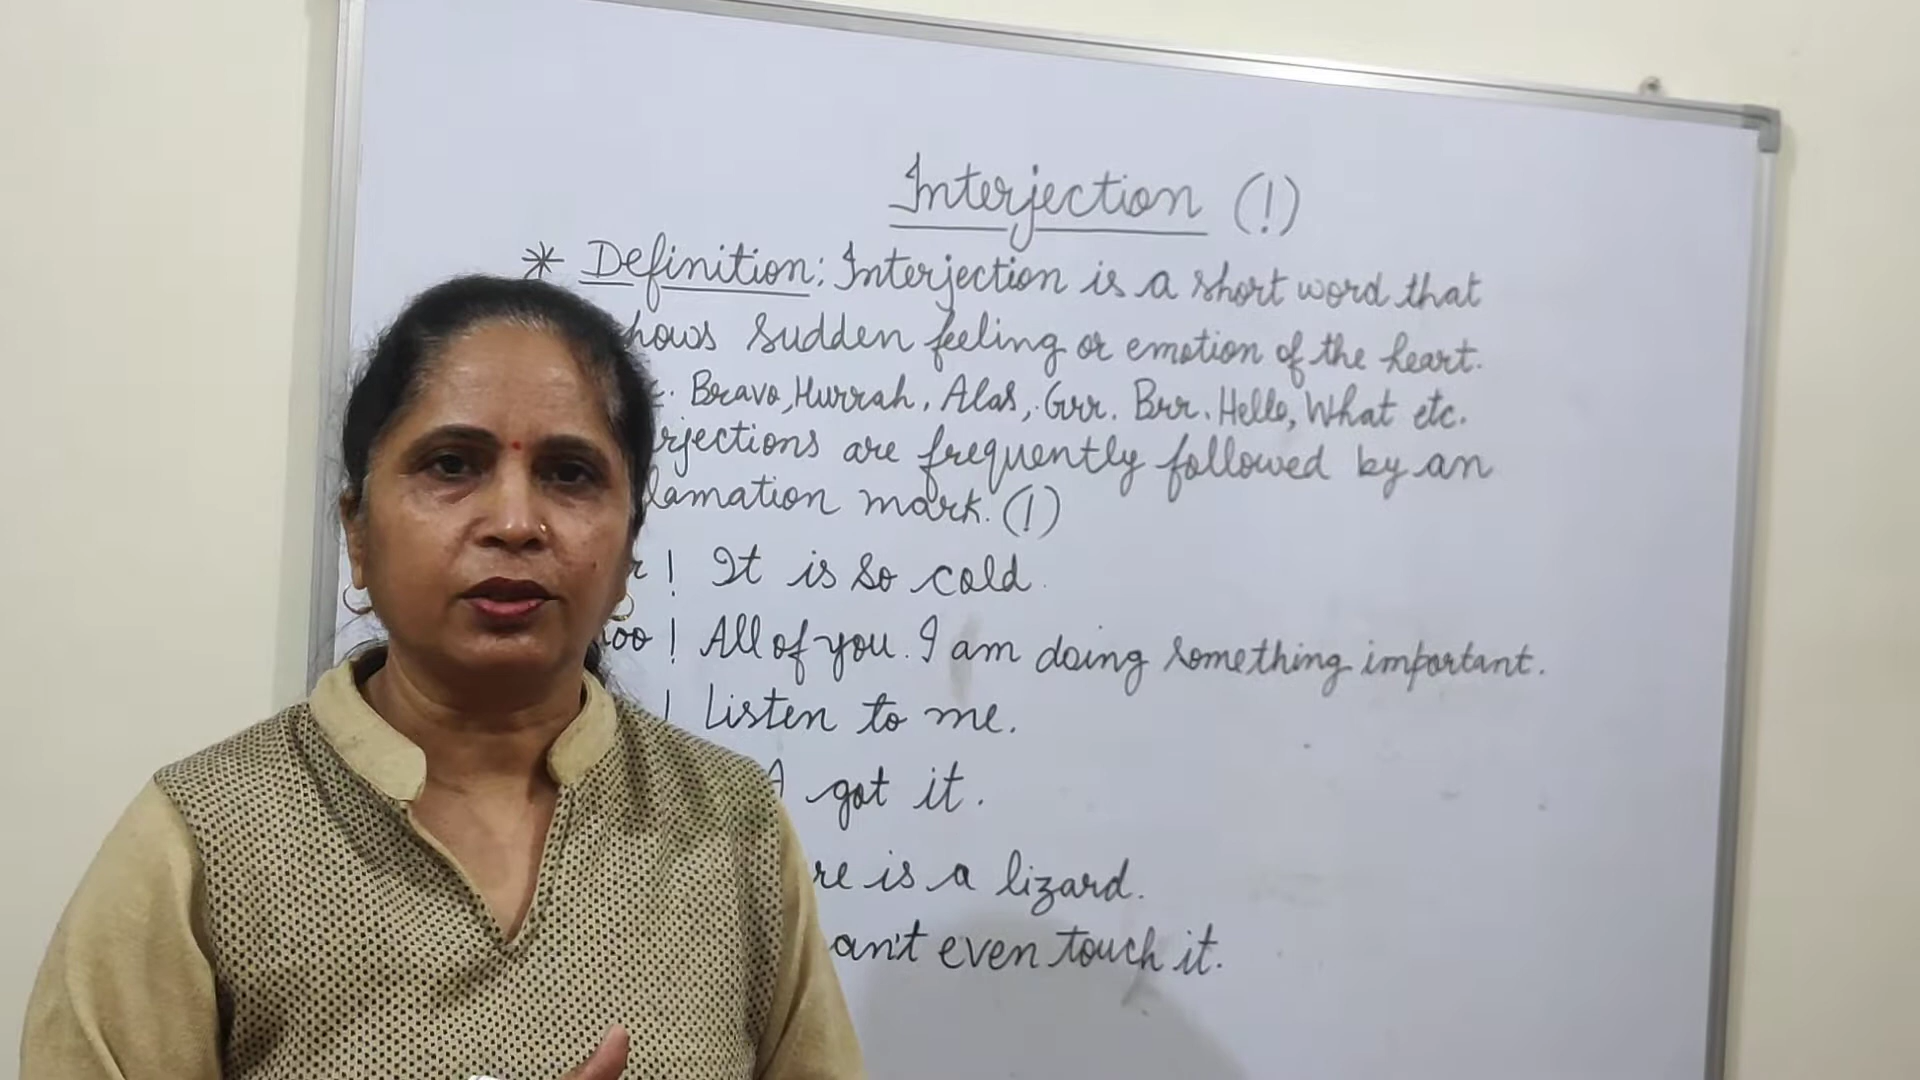 Interjection (!)
* Definition: Interjection is a short word that
hows sudden feeling or emotion of the heart.
Bravo, Hurrah, Alas, Grr. Brr. Hello, What etc.
rjections are frequently followed by an
lamation mark. (!)
r! It is so cold.
hoo! All of you. I am doing something important.
! Listen to me.
I got it.
re is a lizard.
an't even touch it.